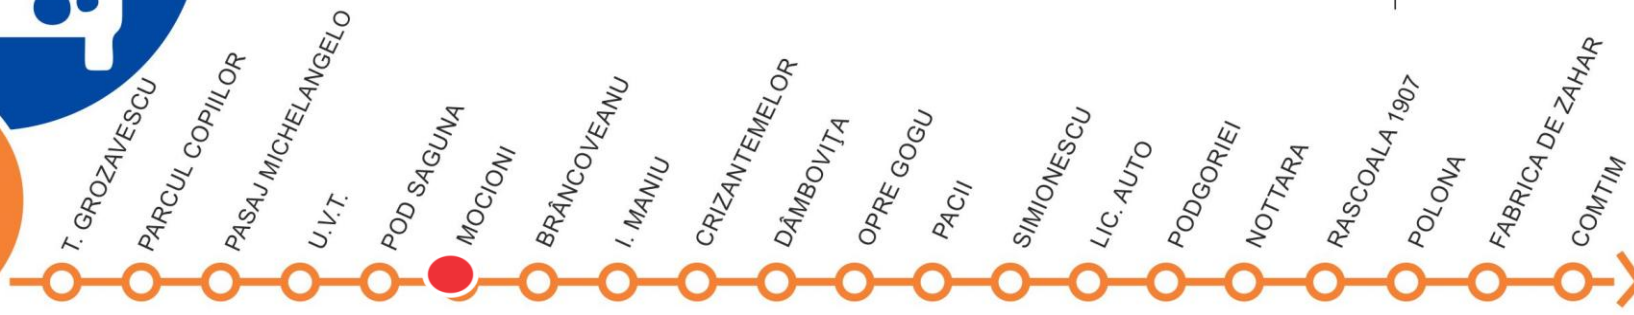 T. GROZAVESCU
PARCUL COPIILOR
PASAJ MICHELANGELO
U.V.T.
POD SAGUNA
MOCIONI
BRÂNCOVEANU
I. MANIU
CRIZANTEMELOR
DÂMBOVIŢA
OPRE GOGU
PACII
SIMIONESCU
LIC. AUTO
PODGORIEI
NOTTARA
RASCOALA 1907
POLONA
FABRICA DE ZAHAR
COMTIM